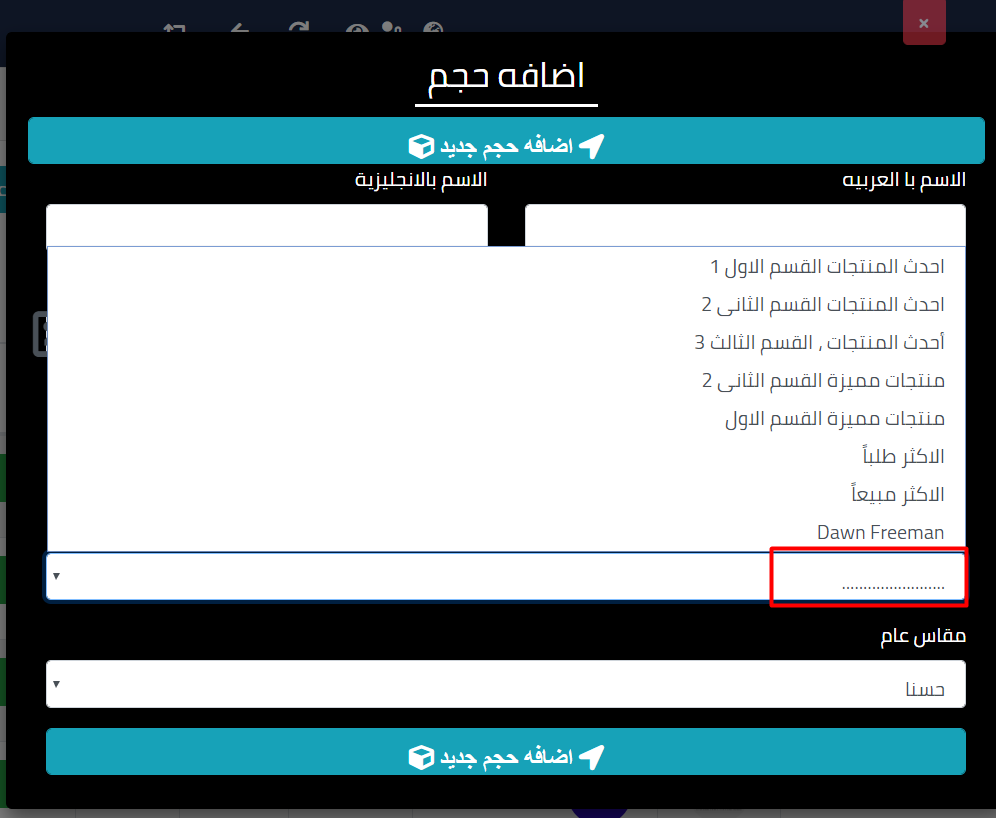 ×
اضافه حجم
اضافه حجم جديد
الاسم با العربيه
الاسم بالانجليزية
احدث المنتجات القسم الاول 1
احدث المنتجات القسم الثانى 2
أحدث المنتجات , القسم الثالث 3
منتجات مميزة القسم الثانى 2
منتجات مميزة القسم الاول
الاكثر طلباً
الاكثر مبيعاً
Dawn Freeman
........................
مقاس عام
حسنا
اضافه حجم جديد